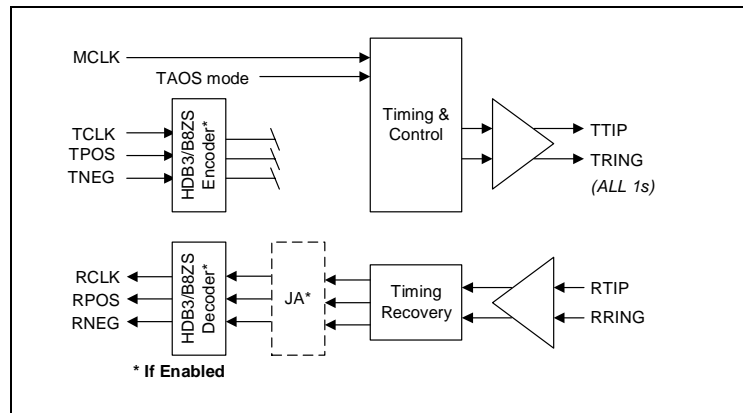 MCLK
TAOS mode
TCLK
TPOS
TNEG
HDB3/B8ZS
Encoder*
Timing &
Control
TTIP
TRING
(ALL 1s)
RCLK
RPOS
RNEG
HDB3/B8ZS
Decoder*
JA*
Timing
Recovery
RTIP
RRING
* If Enabled